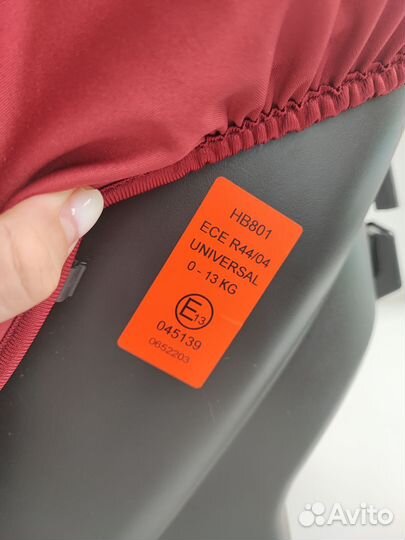 HB801
ECE R44/04
UNIVERSAL
0 - 13 KG
E13
045139
0652203
Avito